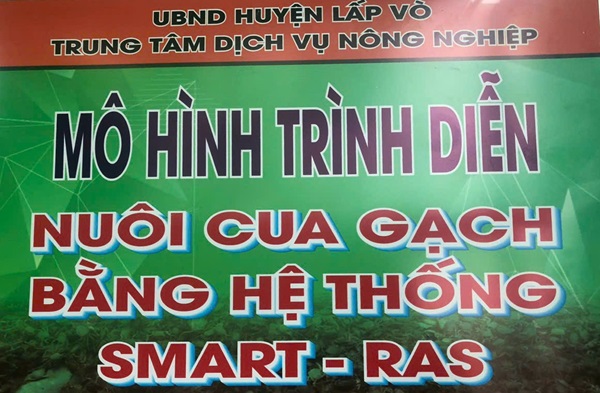 UBND HUYỆN LẤP VÒ
TRUNG TÂM DỊCH VỤ NÔNG NGHIỆP
MÔ HÌNH TRÌNH DIỄN
NUÔI CUA GẠCH
BẰNG HỆ THỐNG
SMART - RAS